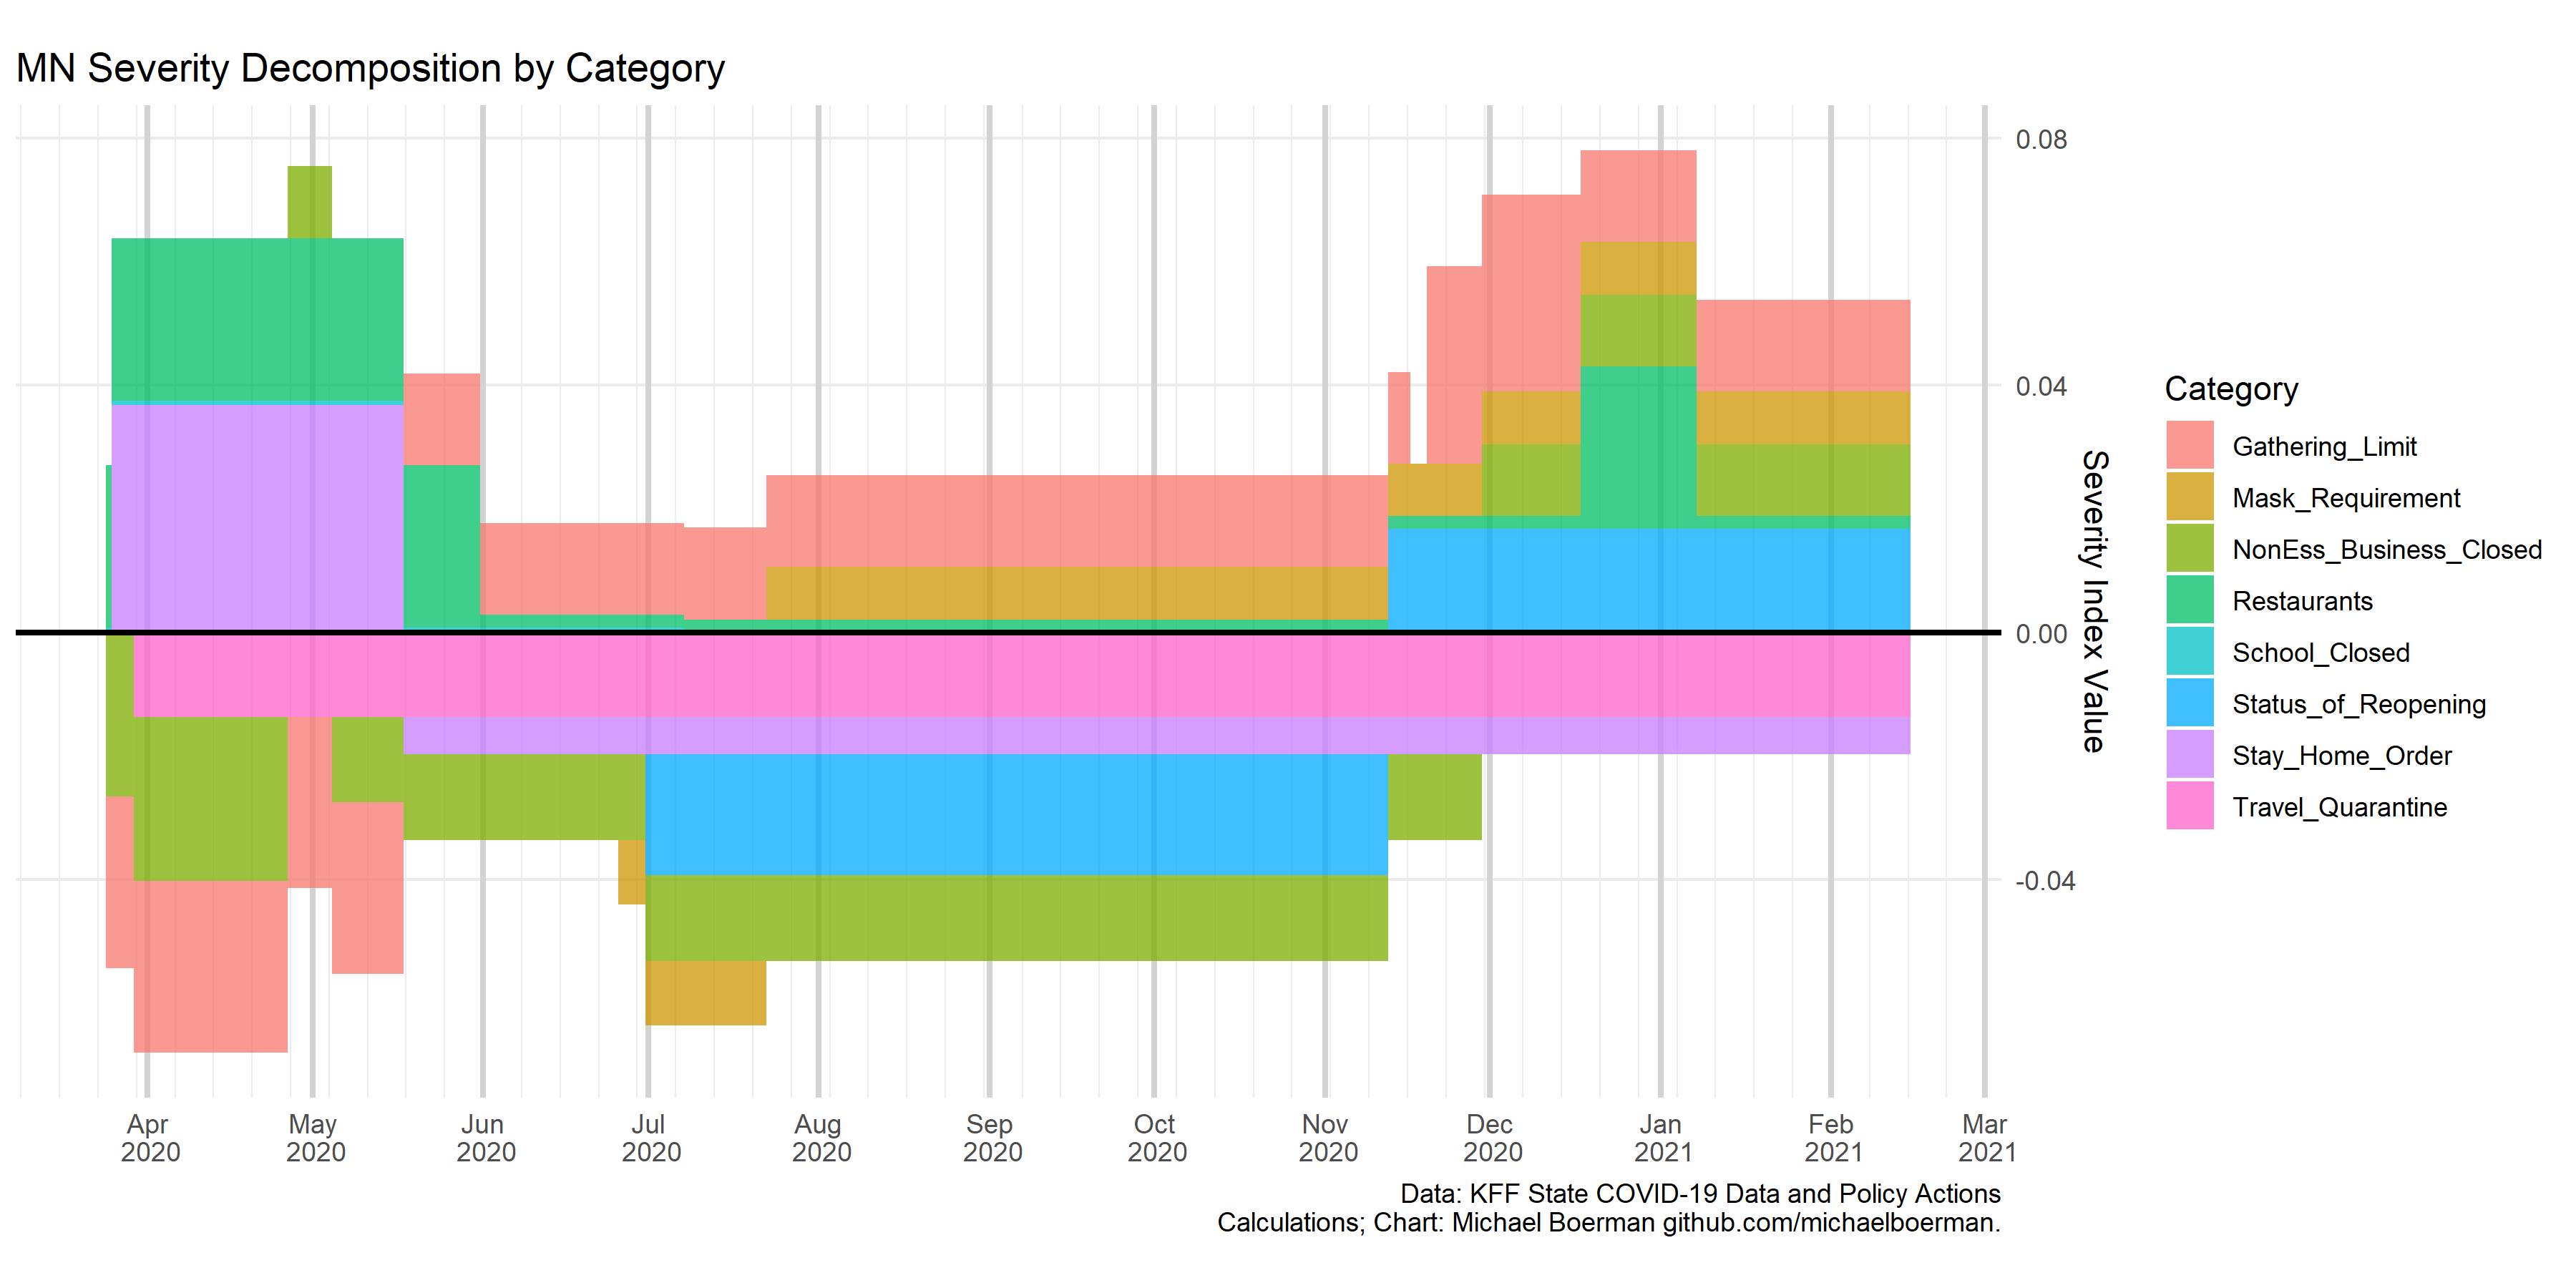 MN Severity Decomposition by Category
0.08
0.04
0.00
-0.04
Severity Index Value
Apr
2020
May
2020
Jun
2020
Jul
2020
Aug
2020
Sep
2020
Oct
2020
Nov
2020
Dec
2020
Jan
2021
Feb
2021
Mar
2021
Category
Gathering_Limit
Mask_Requirement
NonEss_Business_Closed
Restaurants
School_Closed
Status_of_Reopening
Stay_Home_Order
Travel_Quarantine
Data: KFF State COVID-19 Data and Policy Actions
Calculations; Chart: Michael Boerman github.com/michaelboerman.